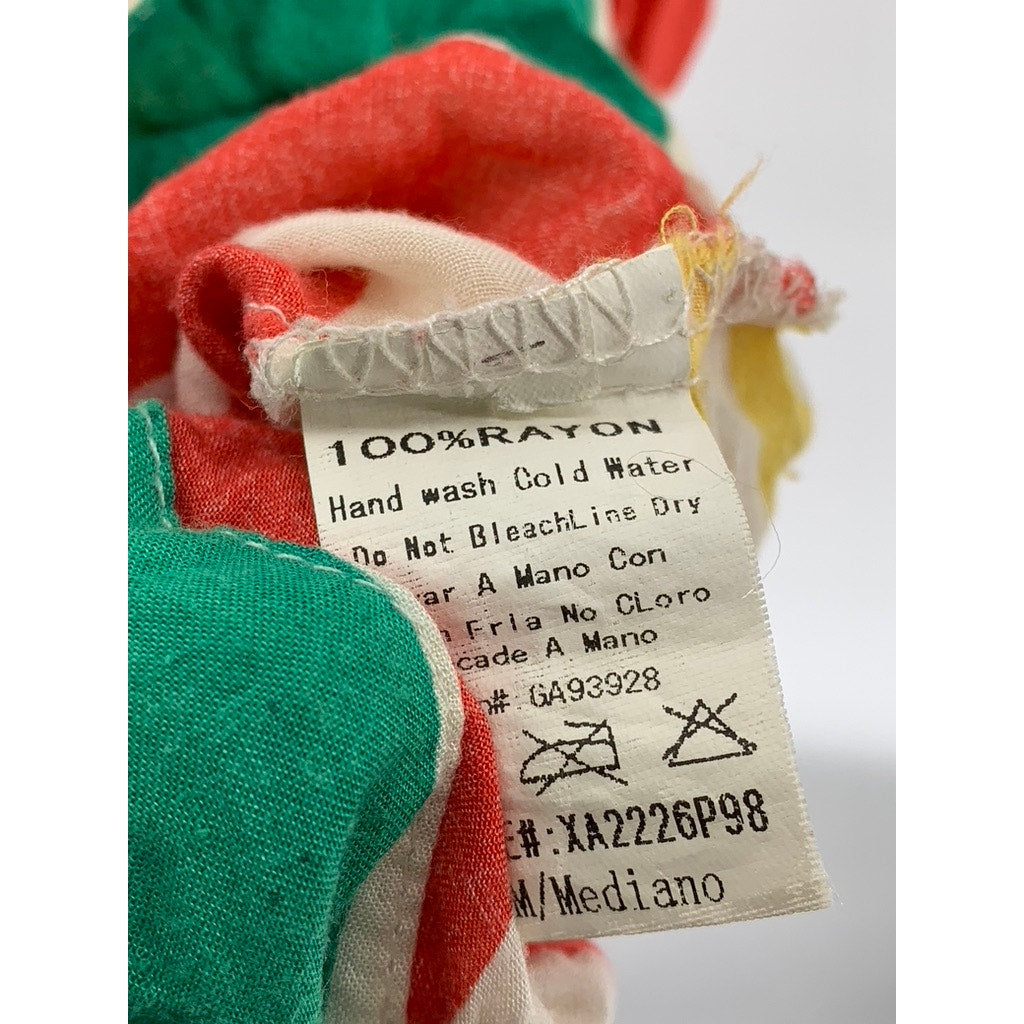 100%RAYON
Hand wash Cold Water
Do Not BleachLine Dry
var A Mano Con
Fria No CLoro
cade A Mano
#. GA93928
E#:XA2226P98
M/Mediano